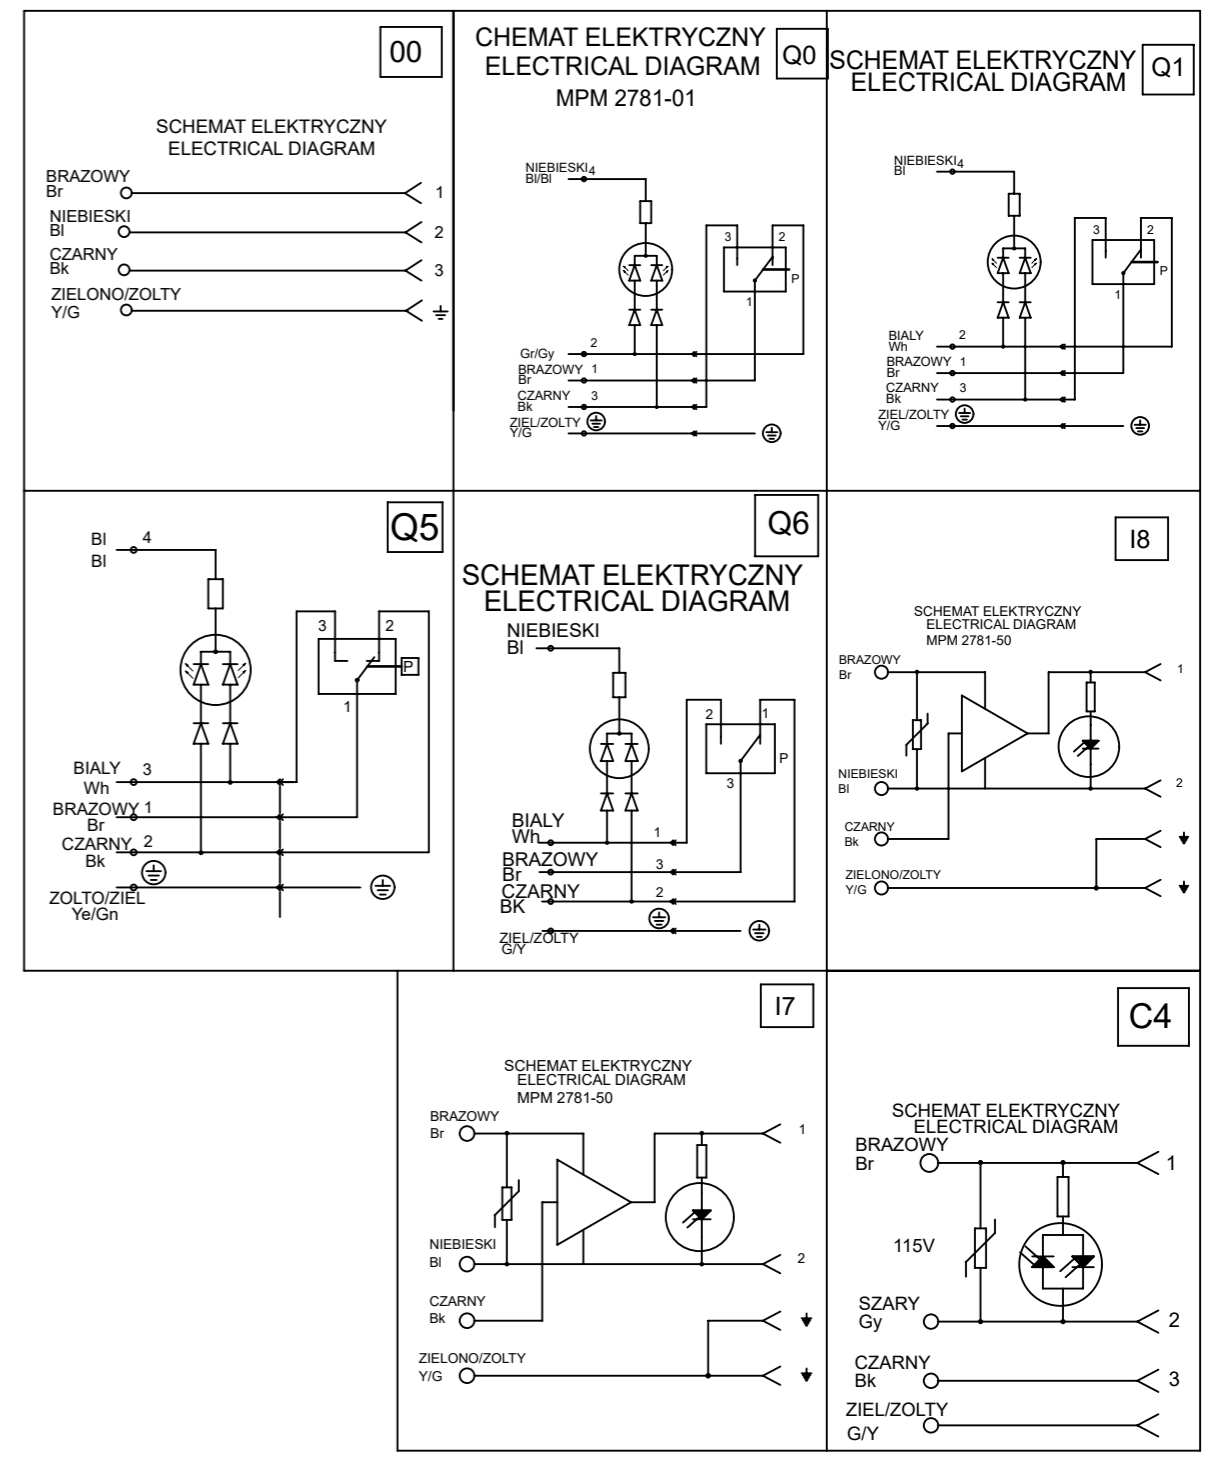 00
SCHEMAT ELEKTRYCZNY
ELECTRICAL DIAGRAM
BRAZOWY
Br
1
NIEBIESKI
Bl
2
CZARNY
Bk
3
ZIELONO/ZOLTY
Y/G
CHEMAT ELEKTRYCZNY
Q0
ELECTRICAL DIAGRAM
MPM 2781-01
NIEBIESKI 4
Bl/Bl
3 2
P
1
2
Gr/Gy
BRAZOWY 1
Br
CZARNY 3
Bk
ZIEL/ZOLTY
Y/G
SCHEMAT ELEKTRYCZNY
Q1
ELECTRICAL DIAGRAM
NIEBIESKI 4
Bl
3 2
P
1
BIALY 2
Wh
BRAZOWY 1
Br
CZARNY 3
Bk
ZIEL/ZOLTY
Y/G
Q5
Bl 4
Bl
3 2
P
1
BIALY 3
Wh
BRAZOWY 1
Br
CZARNY 2
Bk
ZOLTO/ZIEL
Ye/Gn
Q6
SCHEMAT ELEKTRYCZNY
ELECTRICAL DIAGRAM
NIEBIESKI
Bl
2 1
P
3
BIALY
Wh 1
BRAZOWY
Br 3
CZARNY
BK 2
ZIEL/ZOLTY
G/Y
I8
SCHEMAT ELEKTRYCZNY
ELECTRICAL DIAGRAM
MPM 2781-50
BRAZOWY
Br
1
NIEBIESKI
Bl
2
CZARNY
Bk
ZIELONO/ZOLTY
Y/G
I7
SCHEMAT ELEKTRYCZNY
ELECTRICAL DIAGRAM
MPM 2781-50
BRAZOWY
Br
1
NIEBIESKI
Bl
2
CZARNY
Bk
ZIELONO/ZOLTY
Y/G
C4
SCHEMAT ELEKTRYCZNY
ELECTRICAL DIAGRAM
BRAZOWY
Br
1
115V
SZARY
Gy
2
CZARNY
Bk
3
ZIEL/ZOLTY
G/Y